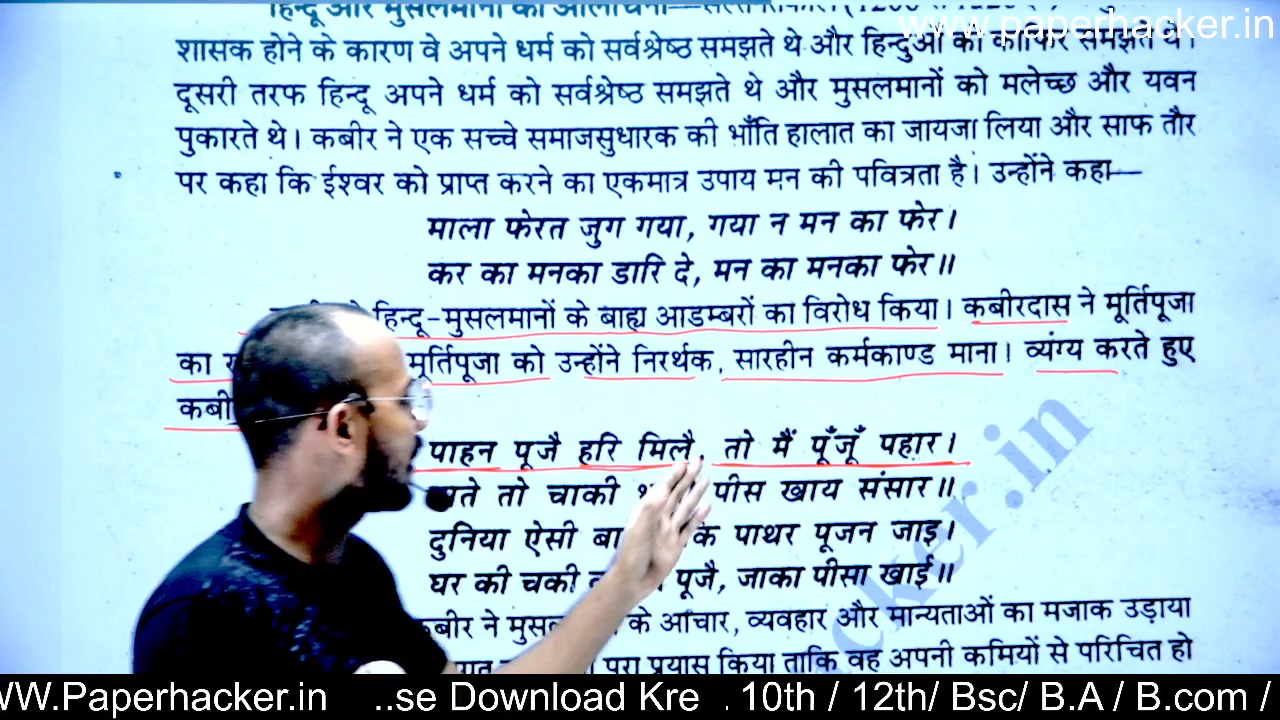 www.paperhacker.in
हिन्दू और मुसलमानों की आलोचना—
शासक होने के कारण वे अपने धर्म को सर्वश्रेष्ठ समझते थे और हिन्दुओं को काफिर समझते थे।
दूसरी तरफ हिन्दू अपने धर्म को सर्वश्रेष्ठ समझते थे और मुसलमानों को मलेच्छ और यवन
पुकारते थे। कबीर ने एक सच्चे समाजसुधारक की भाँति हालात का जायजा लिया और साफ तौर
पर कहा कि ईश्वर को प्राप्त करने का एकमात्र उपाय मन की पवित्रता है। उन्होंने कहा—
माला फेरत जुग गया, गया न मन का फेर।
कर का मनका डारि दे, मन का मनका फेर॥
हिन्दू-मुसलमानों के बाह्य आडम्बरों का विरोध किया। कबीरदास ने मूर्तिपूजा
का मूर्तिपूजा को उन्होंने निरर्थक, सारहीन कर्मकाण्ड माना। व्यंग्य करते हुए
कबी
पाहन पूजै हरि मिलै, तो मैं पूँजूँ पहार।
तो चाकी पीस खाय संसार॥
दुनिया ऐसी पाथर पूजन जाइ।
घर की चकी पूजै, जाका पीसा खाई॥
कबीर ने के आचार, व्यवहार और मान्यताओं का मजाक उड़ाया
पूरा प्रयास किया ताकि वह अपनी कमियों से परिचित हो
cker.in
WW.Paperhacker.in ..se Download Kre . 10th / 12th/ Bsc/ B.A / B.com /